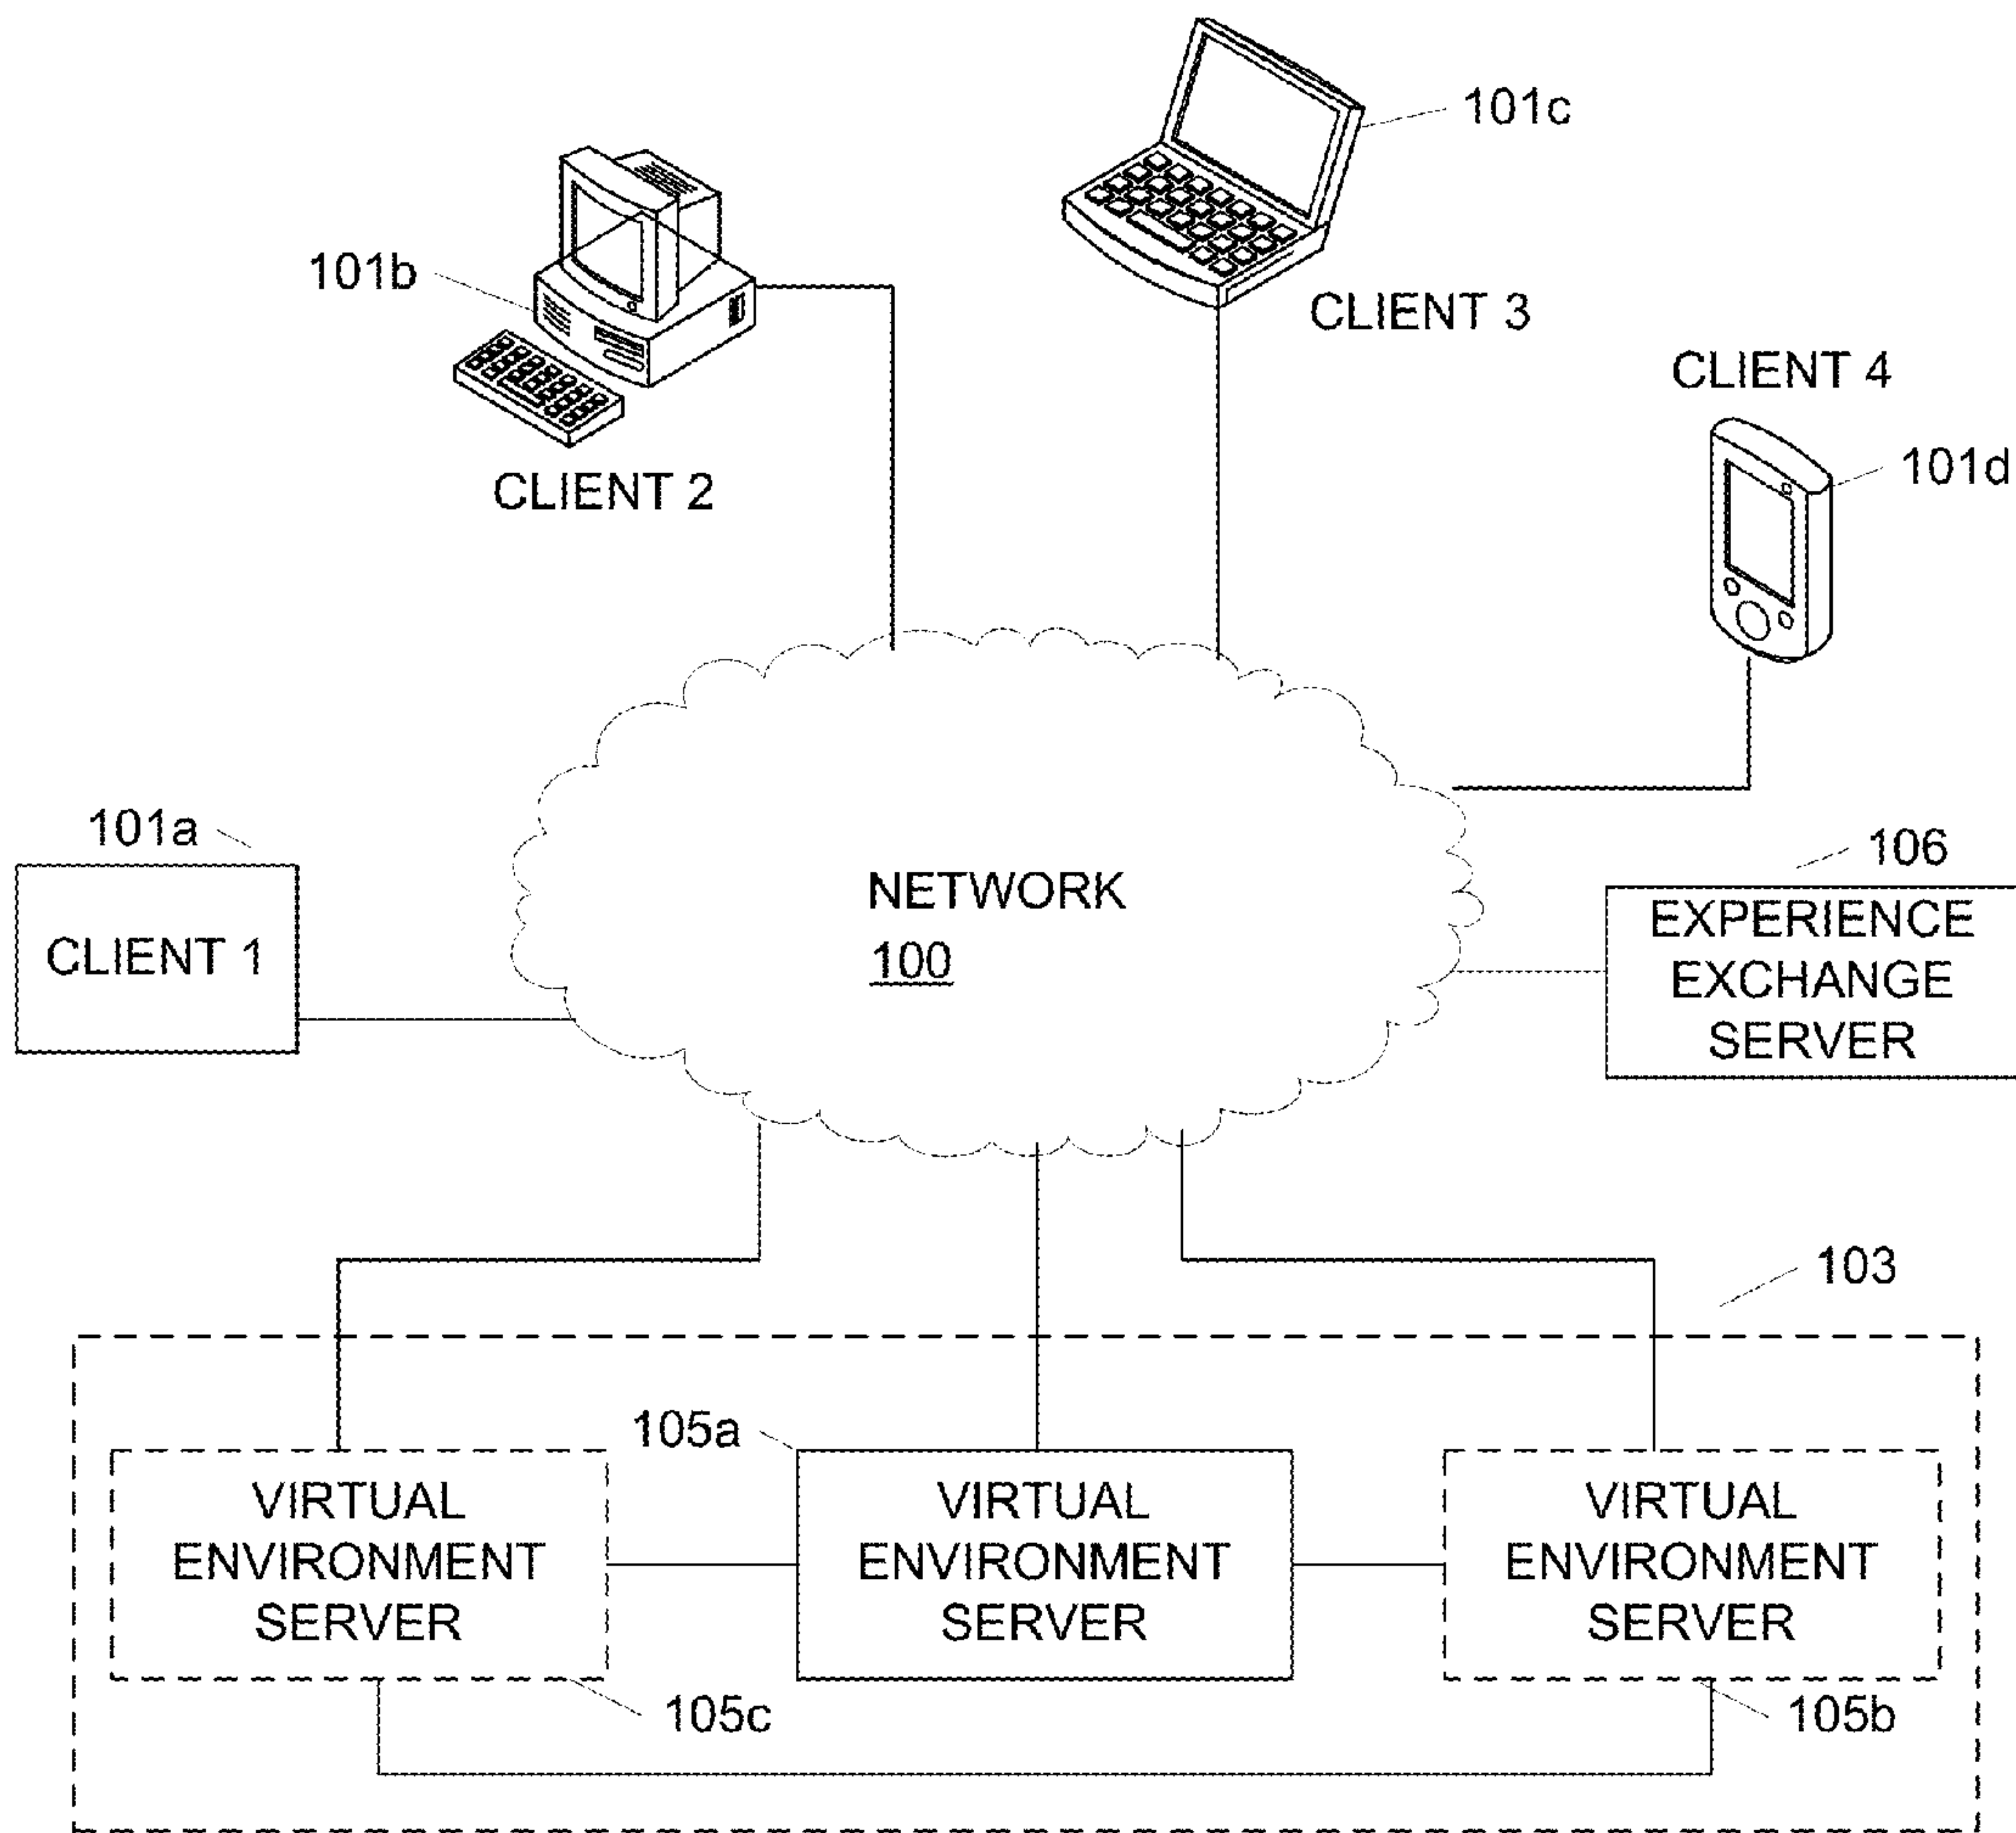 101c
101b
CLIENT 3
CLIENT 4
101d
CLIENT 2
101a
106
NETWORK
100
CLIENT 1
EXPERIENCE
EXCHANGE
SERVER
103
105a
VIRTUAL
ENVIRONMENT
SERVER
VIRTUAL
ENVIRONMENT
SERVER
VIRTUAL
ENVIRONMENT
SERVER
105c
105b